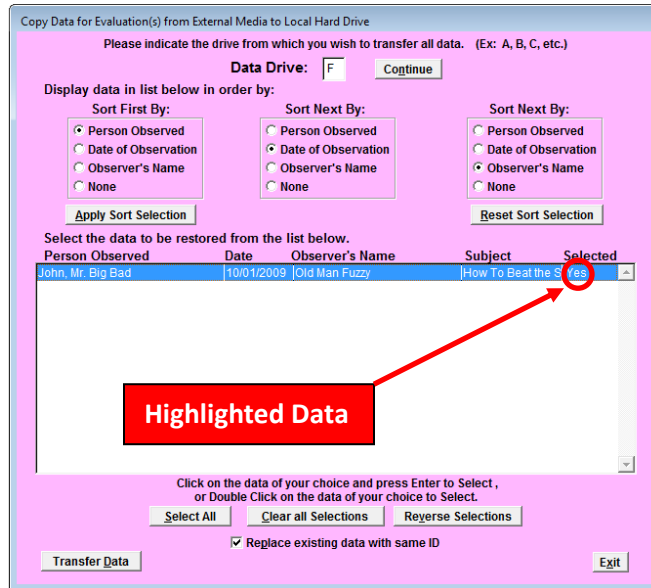 Copy Data for Evaluation(s) from External Media to Local Hard Drive
Please indicate the drive from which you wish to transfer all data. (Ex: A, B, C, etc.)
Data Drive: F Continue
Display data in list below in order by:
Sort First By: Sort Next By: Sort Next By:
Person Observed Person Observed Person Observed
Date of Observation Date of Observation Date of Observation
Observer's Name Observer's Name Observer's Name
None None None
Apply Sort Selection Reset Sort Selection
Select the data to be restored from the list below.
Person Observed Date Observer's Name Subject Selected
John, Mr. Big Bad 10/01/2009 Old Man Fuzzy How To Beat the S Yes
Highlighted Data
Click on the data of your choice and press Enter to Select ,
or Double Click on the data of your choice to Select.
Select All Clear all Selections Reverse Selections
Replace existing data with same ID
Transfer Data Exit